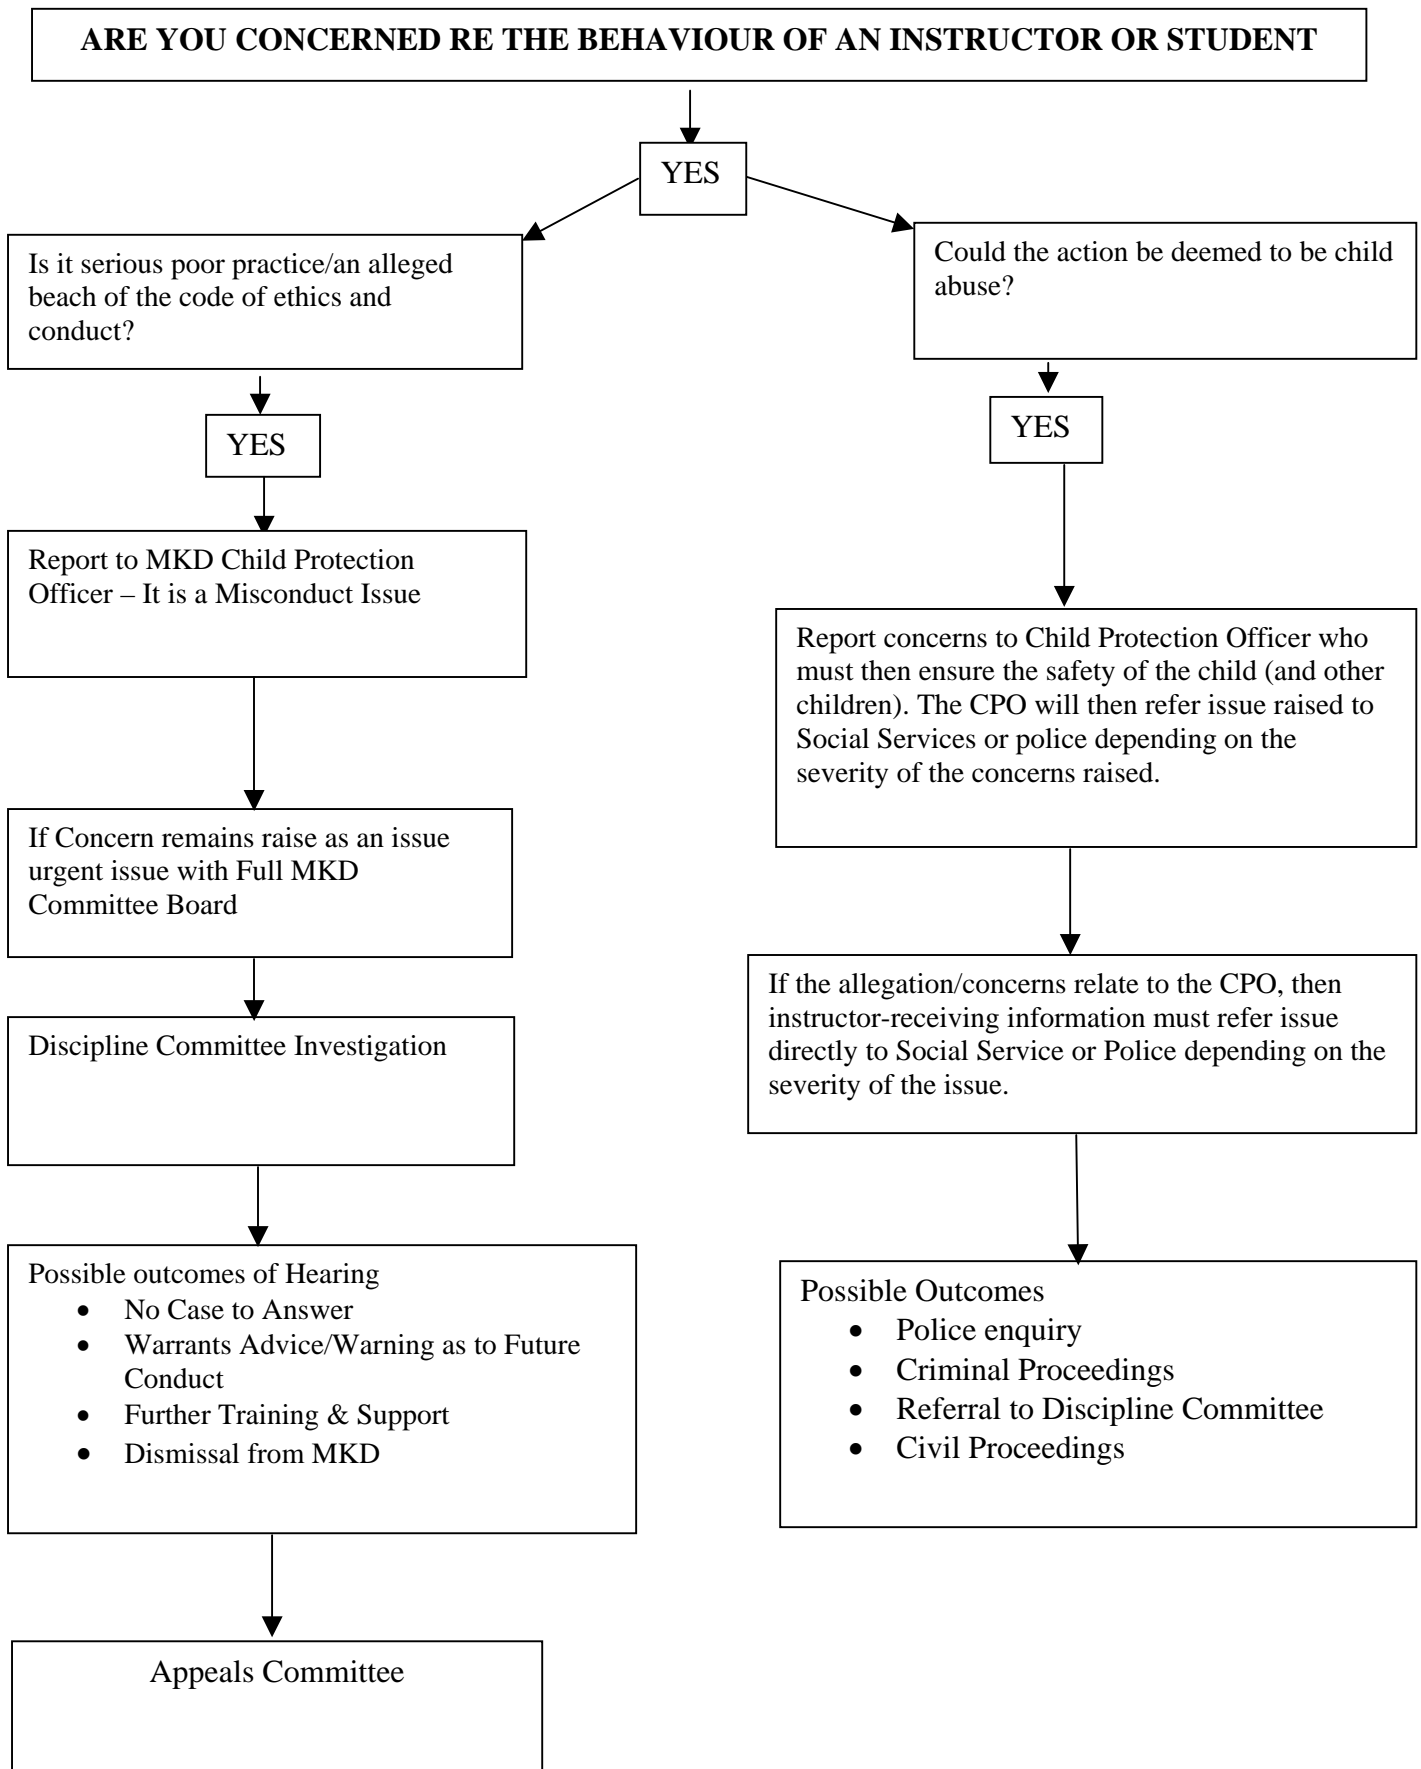 ARE YOU CONCERNED RE THE BEHAVIOUR OF AN INSTRUCTOR OR STUDENT
YES
Is it serious poor practice/an alleged
beach of the code of ethics and
conduct?
YES
Report to MKD Child Protection
Officer – It is a Misconduct Issue
If Concern remains raise as an issue
urgent issue with Full MKD
Committee Board
Discipline Committee Investigation
Possible outcomes of Hearing
• No Case to Answer
• Warrants Advice/Warning as to Future
Conduct
• Further Training & Support
• Dismissal from MKD
Appeals Committee
Could the action be deemed to be child
abuse?
YES
Report concerns to Child Protection Officer who
must then ensure the safety of the child (and other
children). The CPO will then refer issue raised to
Social Services or police depending on the
severity of the concerns raised.
If the allegation/concerns relate to the CPO, then
instructor-receiving information must refer issue
directly to Social Service or Police depending on the
severity of the issue.
Possible Outcomes
• Police enquiry
• Criminal Proceedings
• Referral to Discipline Committee
• Civil Proceedings